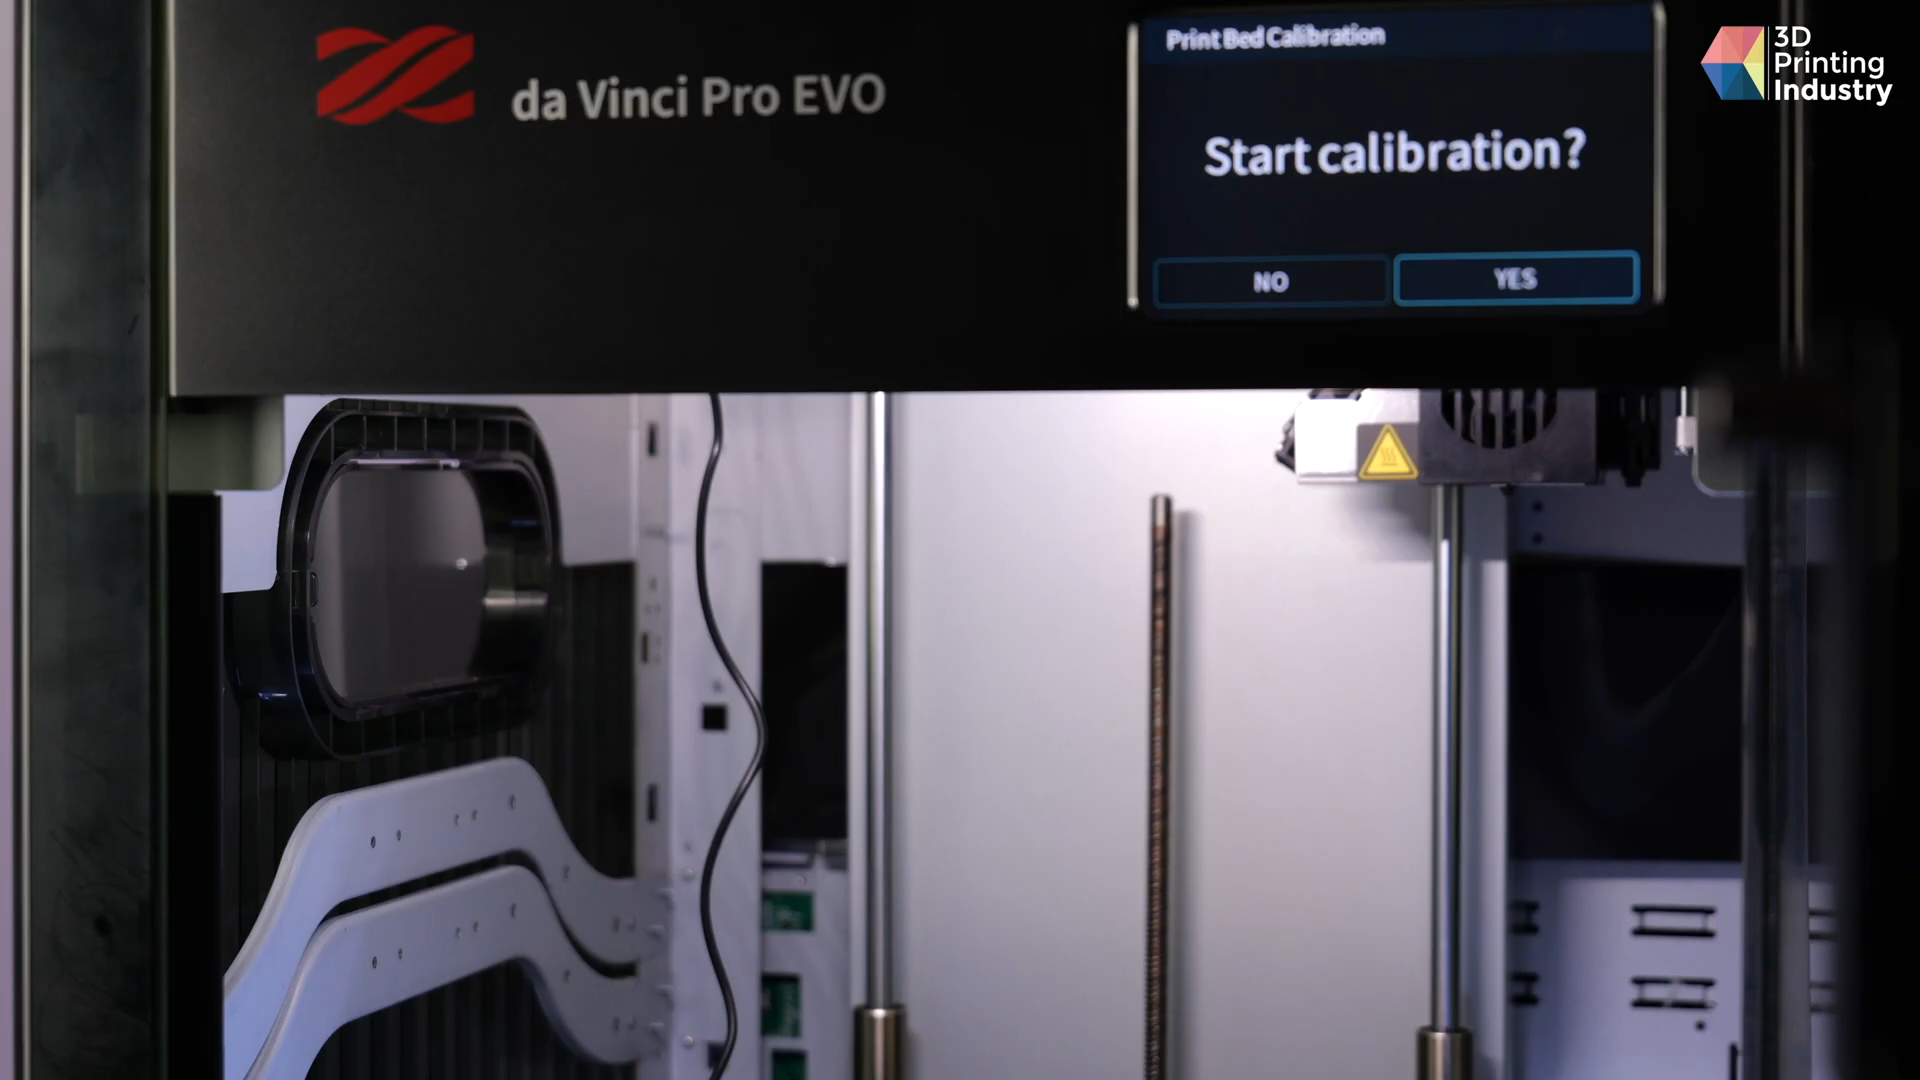 da Vinci Pro EVO
Print Bed Calibration
Start calibration?
NO
YES
3D
Printing
Industry